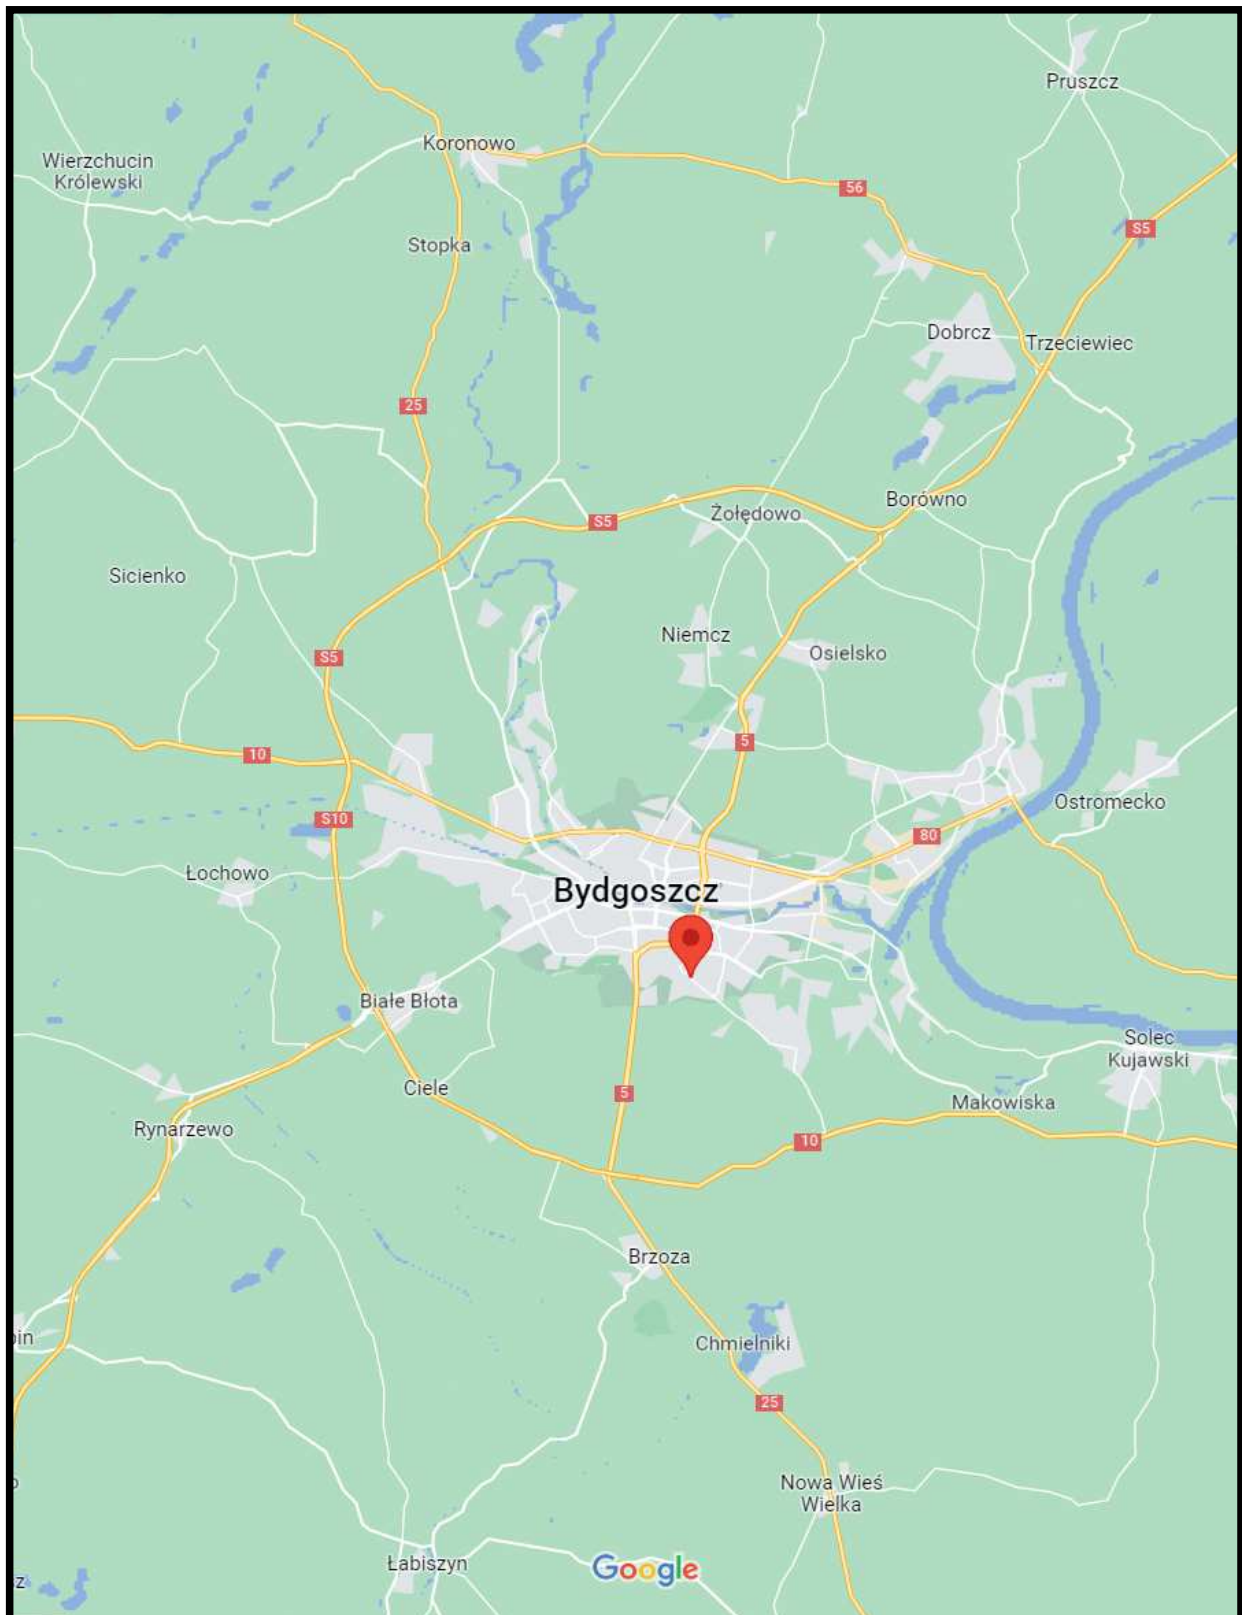 Pruszcz
Koronowo
Wierzchucin
Królewski
56
S5
Stopka
Dobrcz
Trzeciewiec
25
Borówno
Żołędowo
S5
Sicienko
Niemcz
Osielsko
S5
5
10
Ostromecko
S10
80
Łochowo
Bydgoszcz
Białe Błota
Solec
Kujawski
Ciele
5
Makowiska
Rynarzewo
10
Brzoza
in
Chmielniki
25
Nowa Wieś
Wielka
Łabiszyn
Google
z